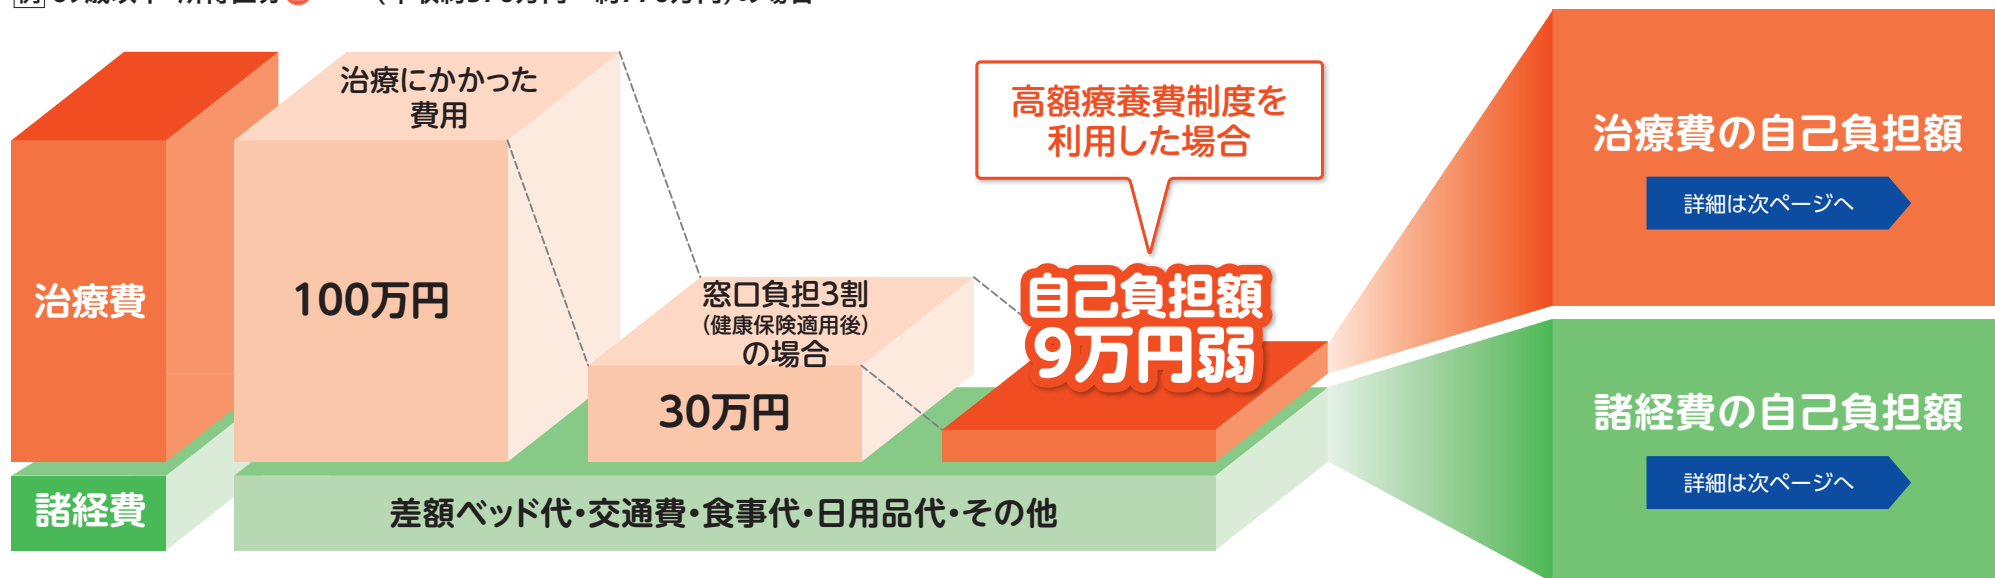 治療にかかった
費用
100万円
治療費
窓口負担3割
(健康保険適用後)
の場合
30万円
高額療養費制度を
利用した場合
自己負担額
9万円弱
諸経費
差額ベッド代・交通費・食事代・日用品代・その他
治療費の自己負担額
詳細は次ページへ
諸経費の自己負担額
詳細は次ページへ